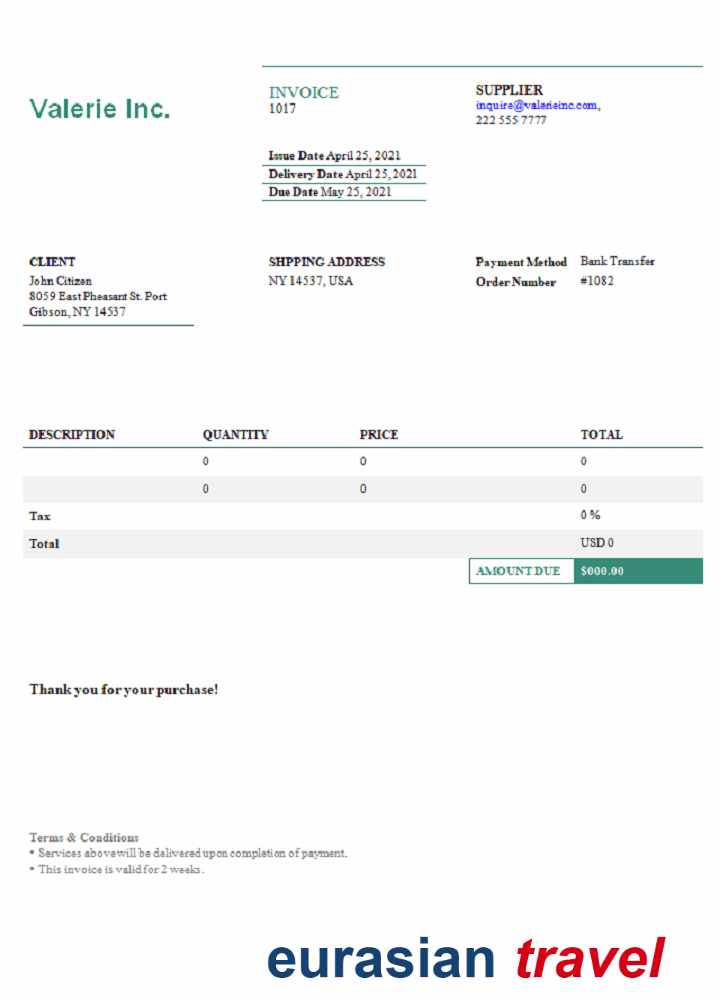 Valerie Inc.
INVOICE
1017
SUPPLIER
inquire@valerieinc.com,
222 555 7777
Issue Date April 25, 2021
Delivery Date April 25, 2021
Due Date May 25, 2021
CLIENT
John Citizen
8059 East Pheasant St. Port
Gibson, NY 14537
SHPPING ADDRESS
NY 14537, USA
Payment Method Bank Transfer
Order Number #1082
DESCRIPTION QUANTITY PRICE TOTAL
0 0 0
0 0 0
Tax 0 %
Total USD 0
AMOUNT DUE $000.00
Thank you for your purchase!
Terms & Conditions
* Services above will be delivered upon completion of payment.
* This invoice is valid for 2 weeks.
eurasian travel